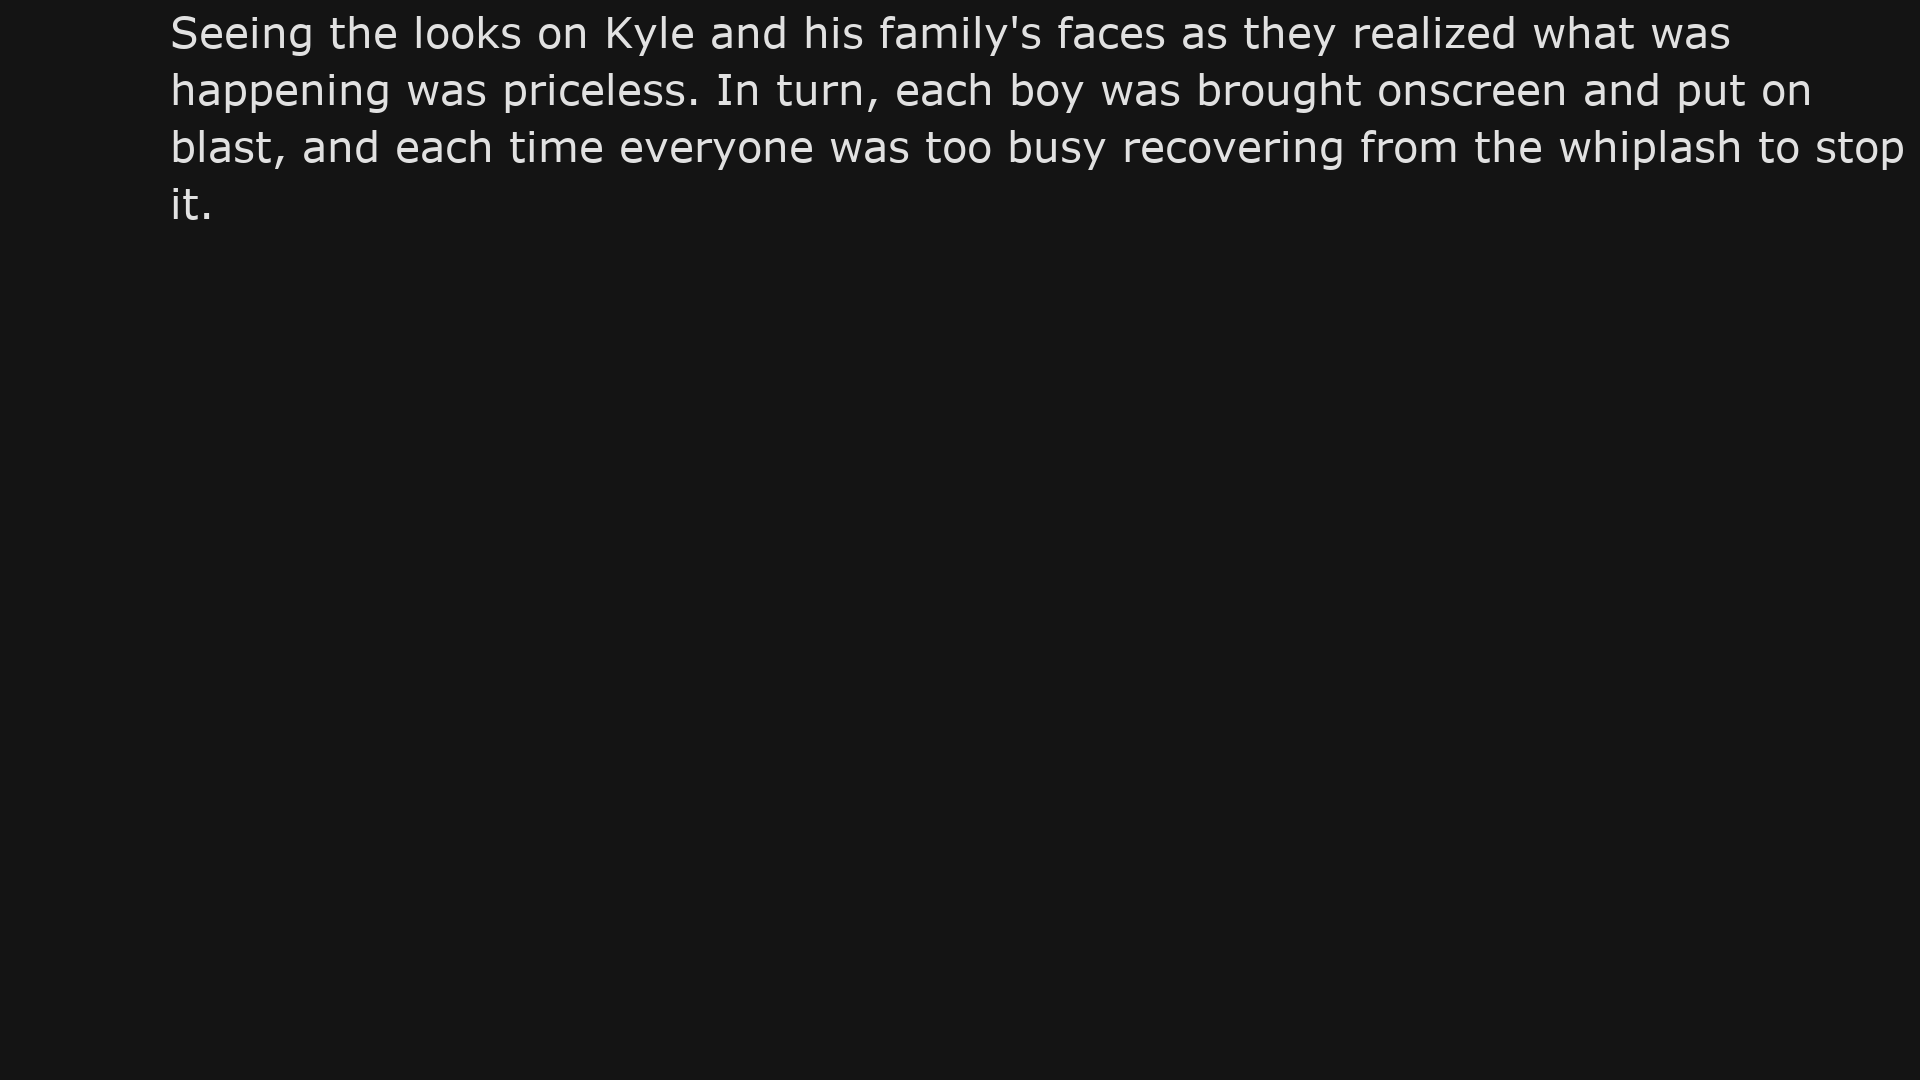 Seeing the looks on Kyle and his family's faces as they realized what was
happening was priceless. In turn, each boy was brought onscreen and put on
blast, and each time everyone was too busy recovering from the whiplash to stop
it.